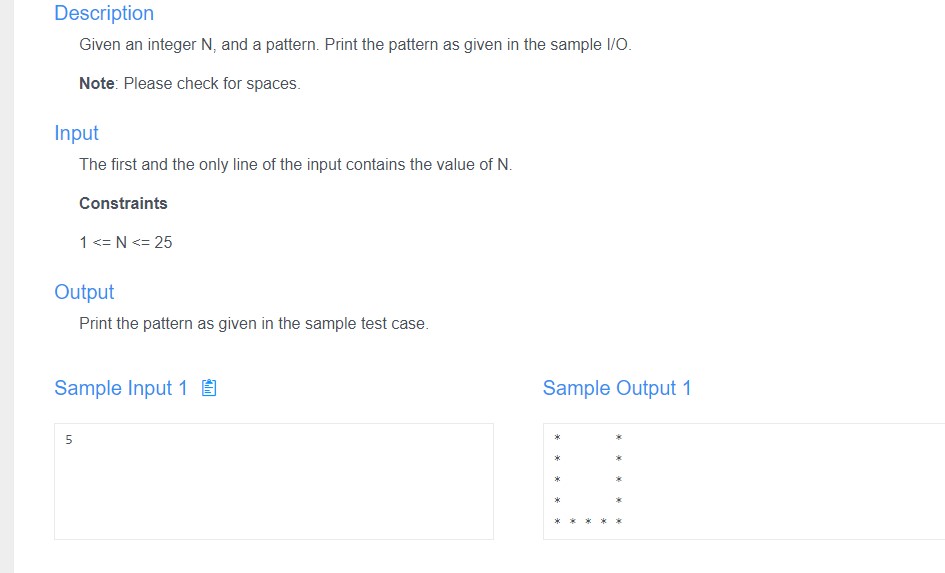 Description
Given an integer N, and a pattern. Print the pattern as given in the sample I/O.
Note: Please check for spaces.
Input
The first and the only line of the input contains the value of N.
Constraints
1 <= N <= 25
Output
Print the pattern as given in the sample test case.
Sample Input 1
5
Sample Output 1
*       *
*       *
*       *
*       *
* * * * *